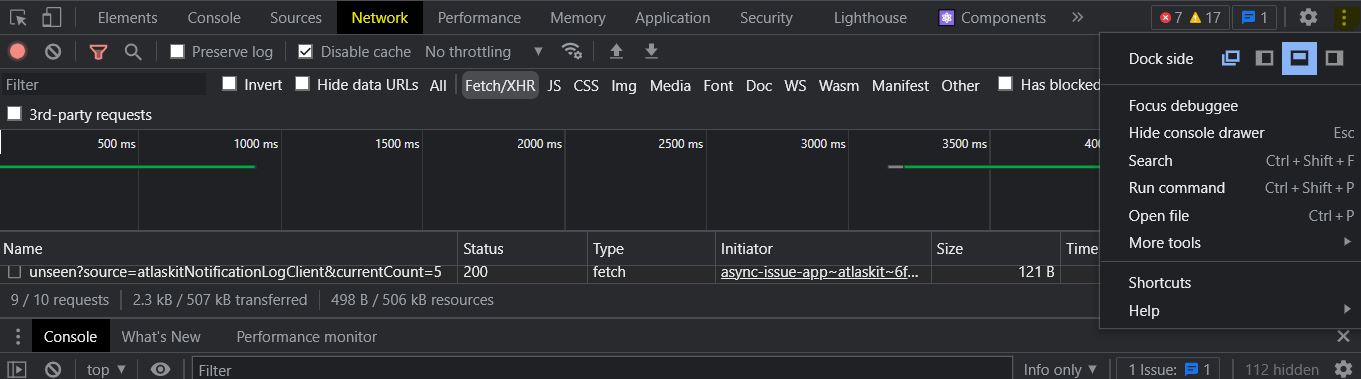 Elements Console Sources Network Performance Memory Application Security Lighthouse Components » 7 17 1
Preserve log Disable cache No throttling
Dock side
Filter Invert Hide data URLs All Fetch/XHR JS CSS Img Media Font Doc WS Wasm Manifest Other Has blocked
3rd-party requests
Focus debuggee
Hide console drawer Esc
Search Ctrl + Shift + F
Run command Ctrl + Shift + P
Open file Ctrl + P
More tools
Shortcuts
Help
500 ms 1000 ms 1500 ms 2000 ms 2500 ms 3000 ms 3500 ms 400
Name Status Type Initiator Size Time
unseen?source=atlaskitNotificationLogClient&currentCount=5 200 fetch async-issue-app~atlaskit~6f... 121 B
9 / 10 requests 2.3 kB / 507 kB transferred 498 B / 506 kB resources
Console What's New Performance monitor
top Filter Info only 1 Issue: 1 112 hidden